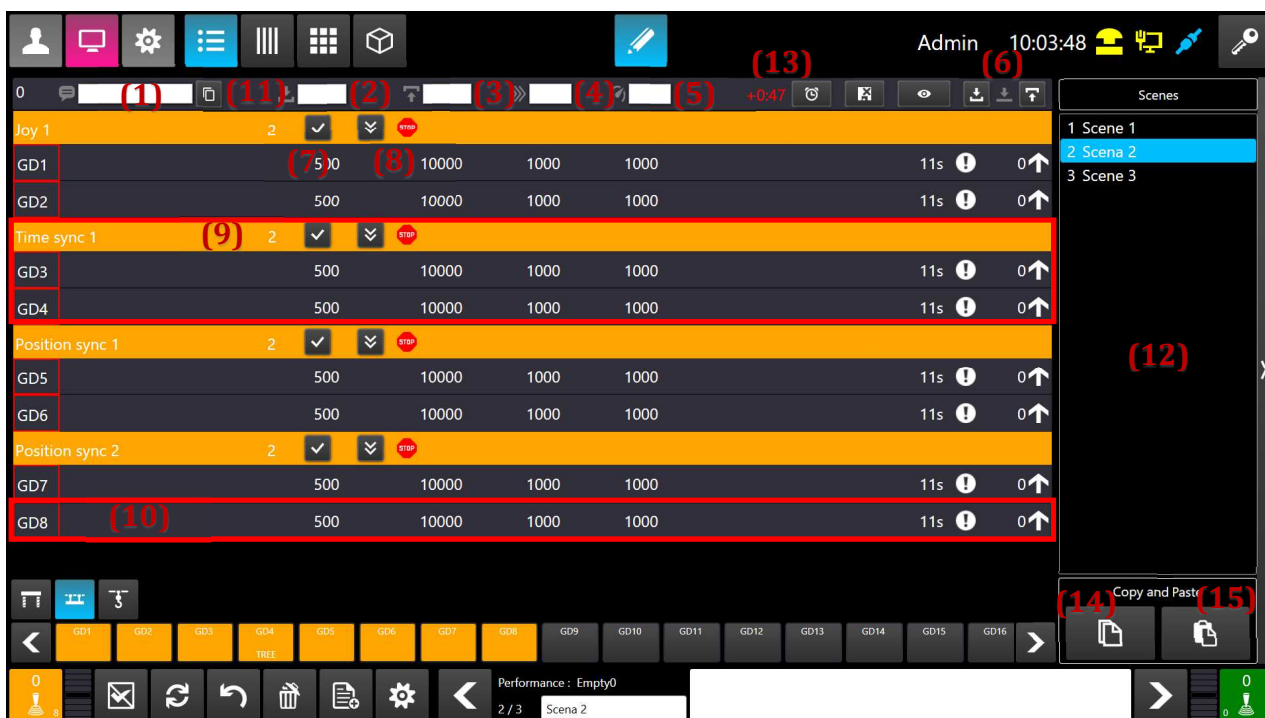 Admin 10:03:48
(13) (6)
0 (1) (11) (2) (3) (4) (5) +0:47 Scenes
Joy 1 2 STOP
(7) (8)
GD1 500 10000 1000 1000 11s 0
GD2 500 10000 1000 1000 11s 0
Time sync 1 (9) 2 STOP
GD3 500 10000 1000 1000 11s 0
GD4 500 10000 1000 1000 11s 0
Position sync 1 2 STOP
GD5 500 10000 1000 1000 11s 0
GD6 500 10000 1000 1000 11s 0
Position sync 2 2 STOP
GD7 500 10000 1000 1000 11s 0
GD8 (10) 500 10000 1000 1000 11s 0
1 Scene 1
2 Scena 2
3 Scene 3
(12)
Copy and Paste
(14) (15)
GD1 GD2 GD3 GD4 GD5 GD6 GD7 GD8 GD9 GD10 GD11 GD12 GD13 GD14 GD15 GD16
TREE
0 Performance : Empty0 0
8 2 / 3 Scena 2 0